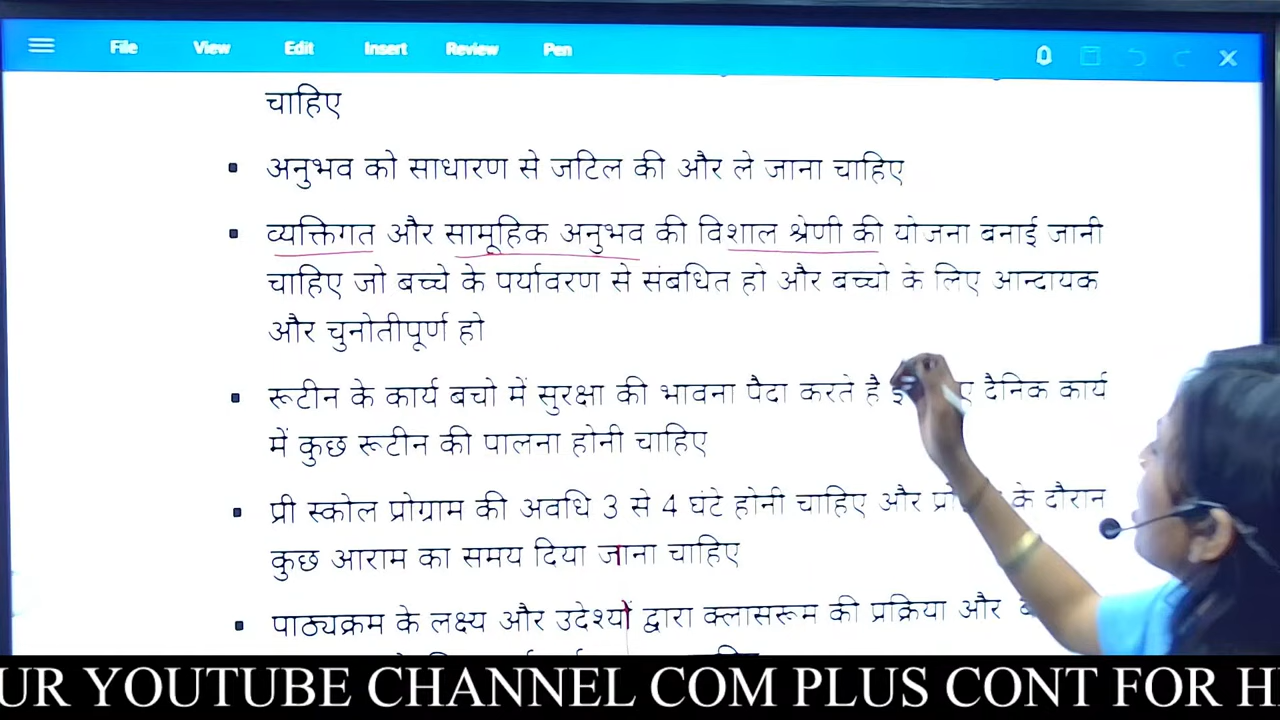 File View Edit Insert Review Pen
चाहिए
▪ अनुभव को साधारण से जटिल की और ले जाना चाहिए
▪ व्यक्तिगत और सामूहिक अनुभव की विशाल श्रेणी की योजना बनाई जानी
चाहिए जो बच्चे के पर्यावरण से संबधित हो और बच्चो के लिए आन्दायक
और चुनोतीपूर्ण हो
▪ रूटीन के कार्य बचो में सुरक्षा की भावना पैदा करते है दैनिक कार्य
में कुछ रूटीन की पालना होनी चाहिए
▪ प्री स्कोल प्रोग्राम की अवधि 3 से 4 घंटे होनी चाहिए और के दौरान
कुछ आराम का समय दिया जाना चाहिए
▪ पाठ्यक्रम के लक्ष्य और उदेश्यों द्वारा क्लासरूम की प्रक्रिया और
UR YOUTUBE CHANNEL COM PLUS CONT FOR H